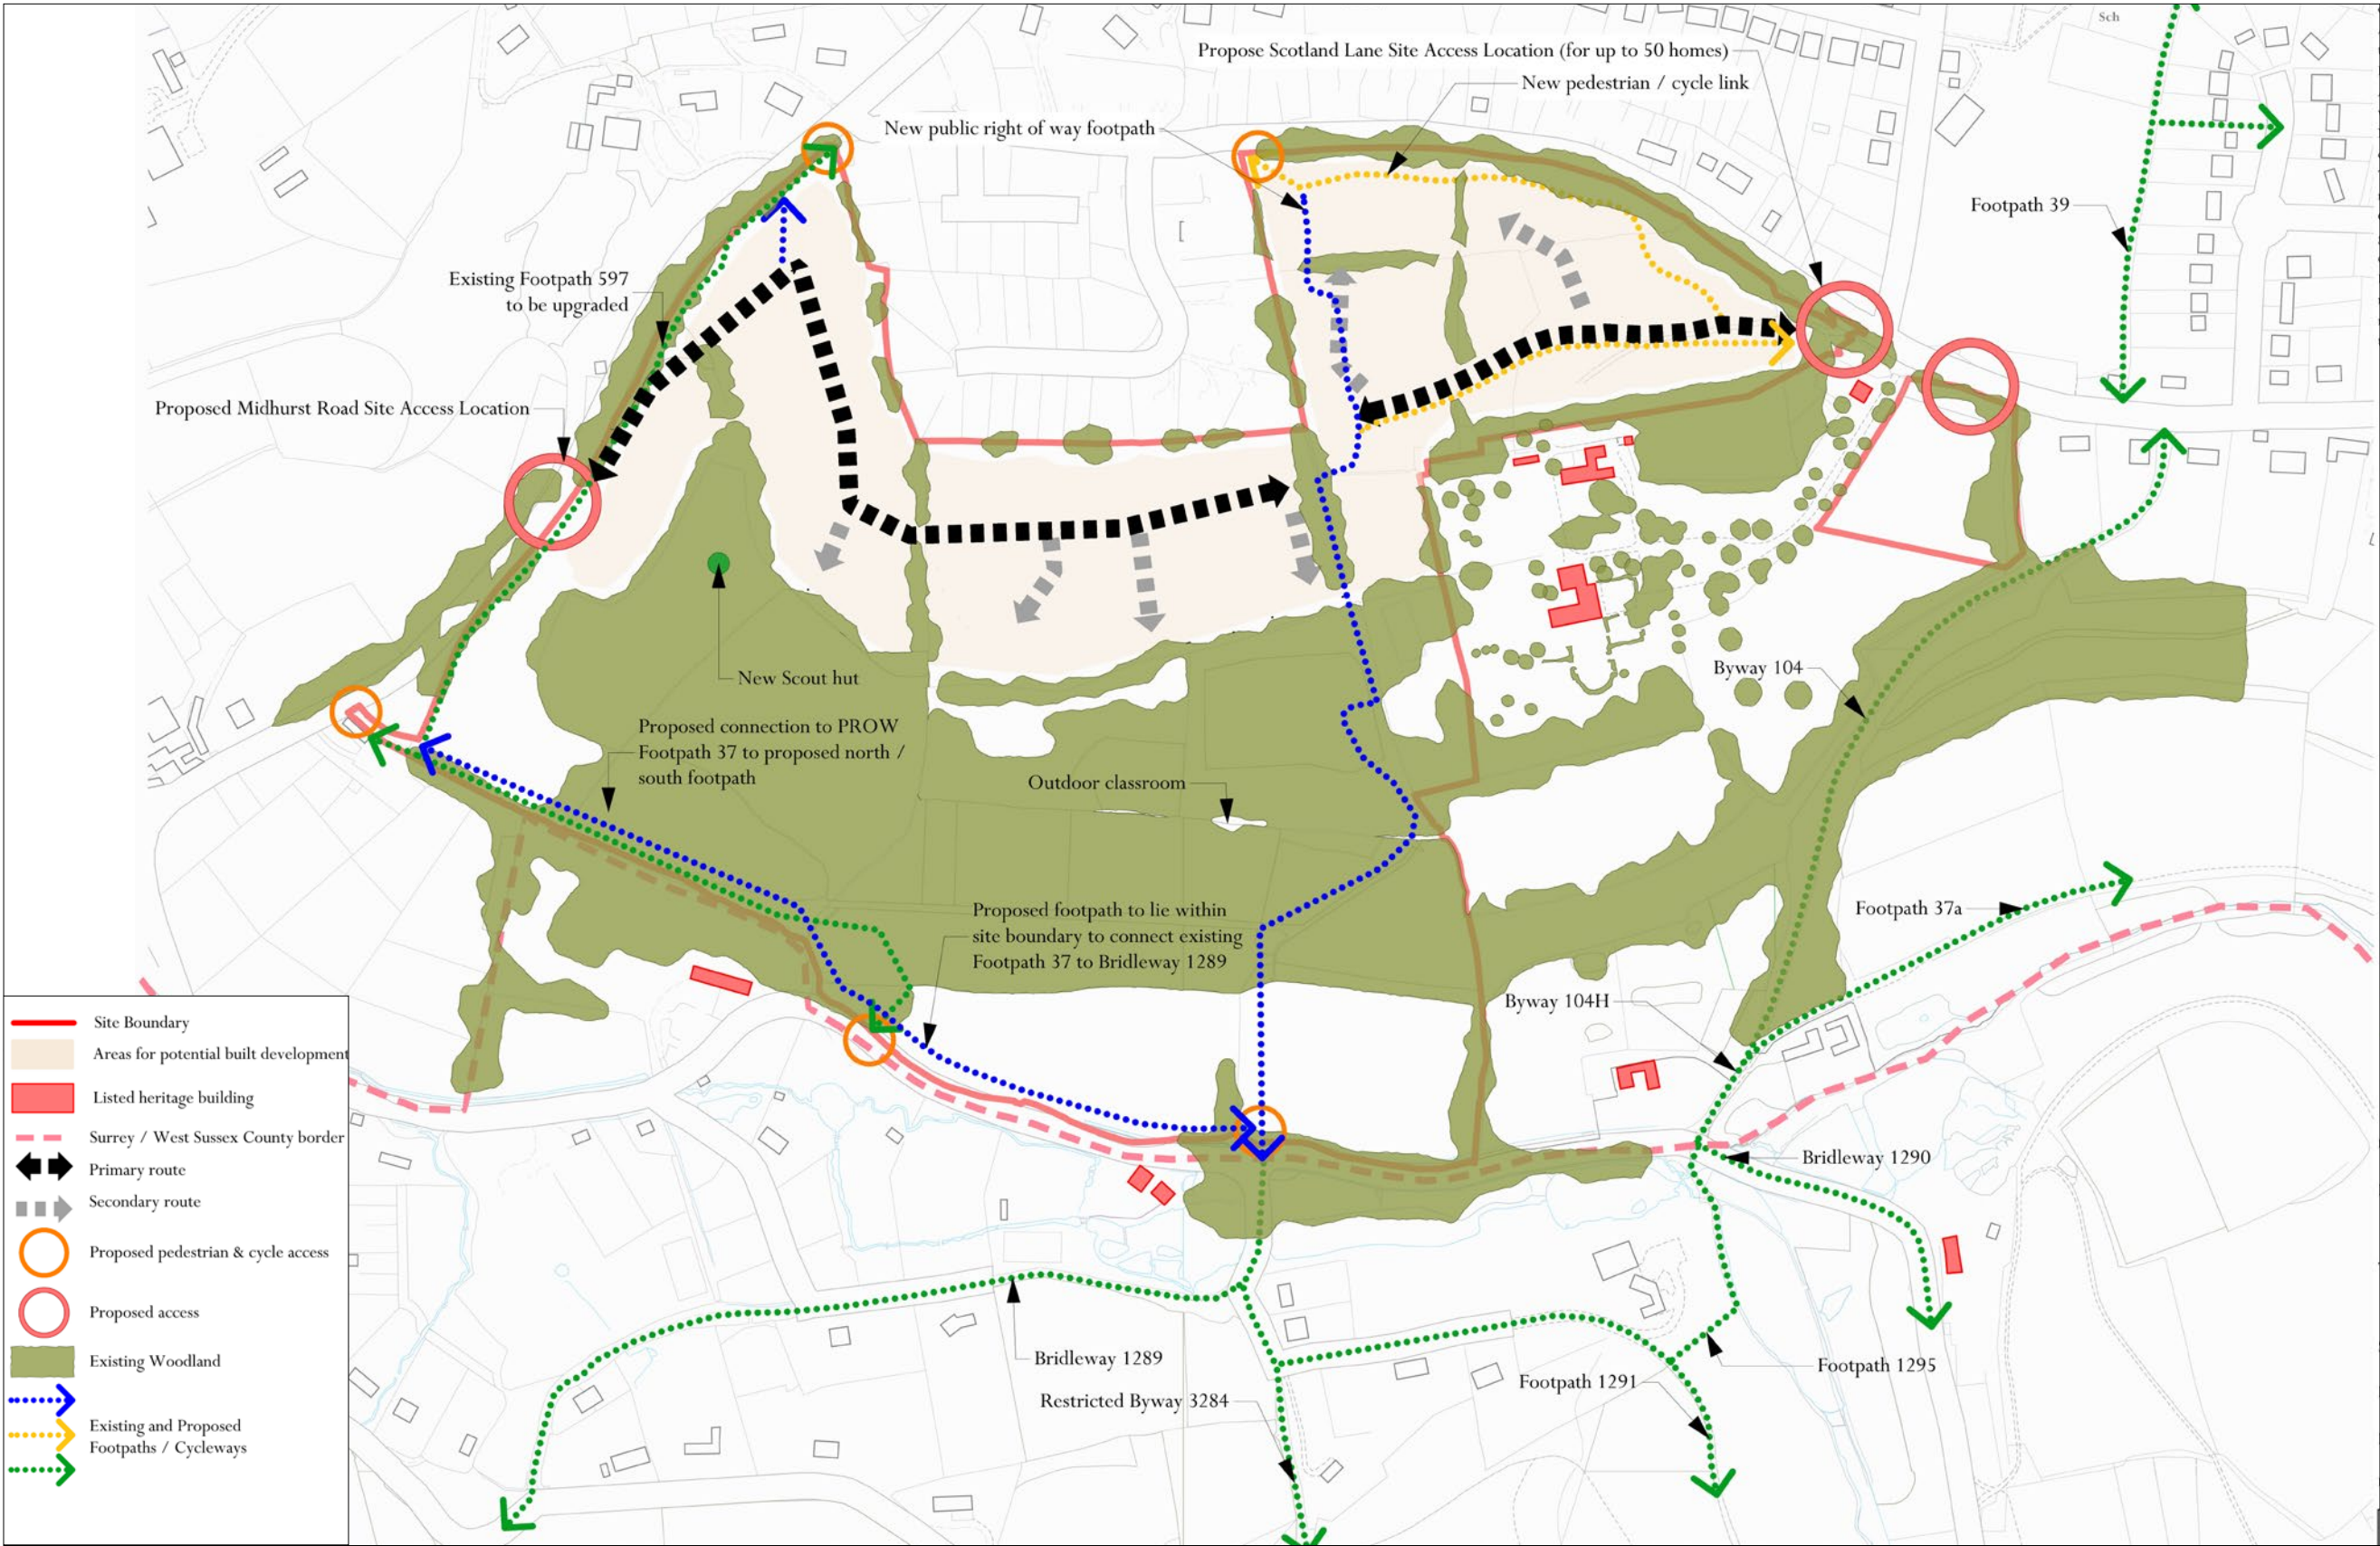 Sch
Propose Scotland Lane Site Access Location (for up to 50 homes)
New pedestrian / cycle link
New public right of way footpath
Footpath 39
Existing Footpath 597
to be upgraded
Proposed Midhurst Road Site Access Location
New Scout hut
Byway 104
Proposed connection to PROW
Footpath 37 to proposed north /
south footpath
Outdoor classroom
Proposed footpath to lie within
site boundary to connect existing
Footpath 37 to Bridleway 1289
Footpath 37a
Byway 104H
Bridleway 1290
Bridleway 1289
Restricted Byway 3284
Footpath 1291
Footpath 1295
Site Boundary
Areas for potential built development
Listed heritage building
Surrey / West Sussex County border
Primary route
Secondary route
Proposed pedestrian & cycle access
Proposed access
Existing Woodland
Existing and Proposed
Footpaths / Cycleways